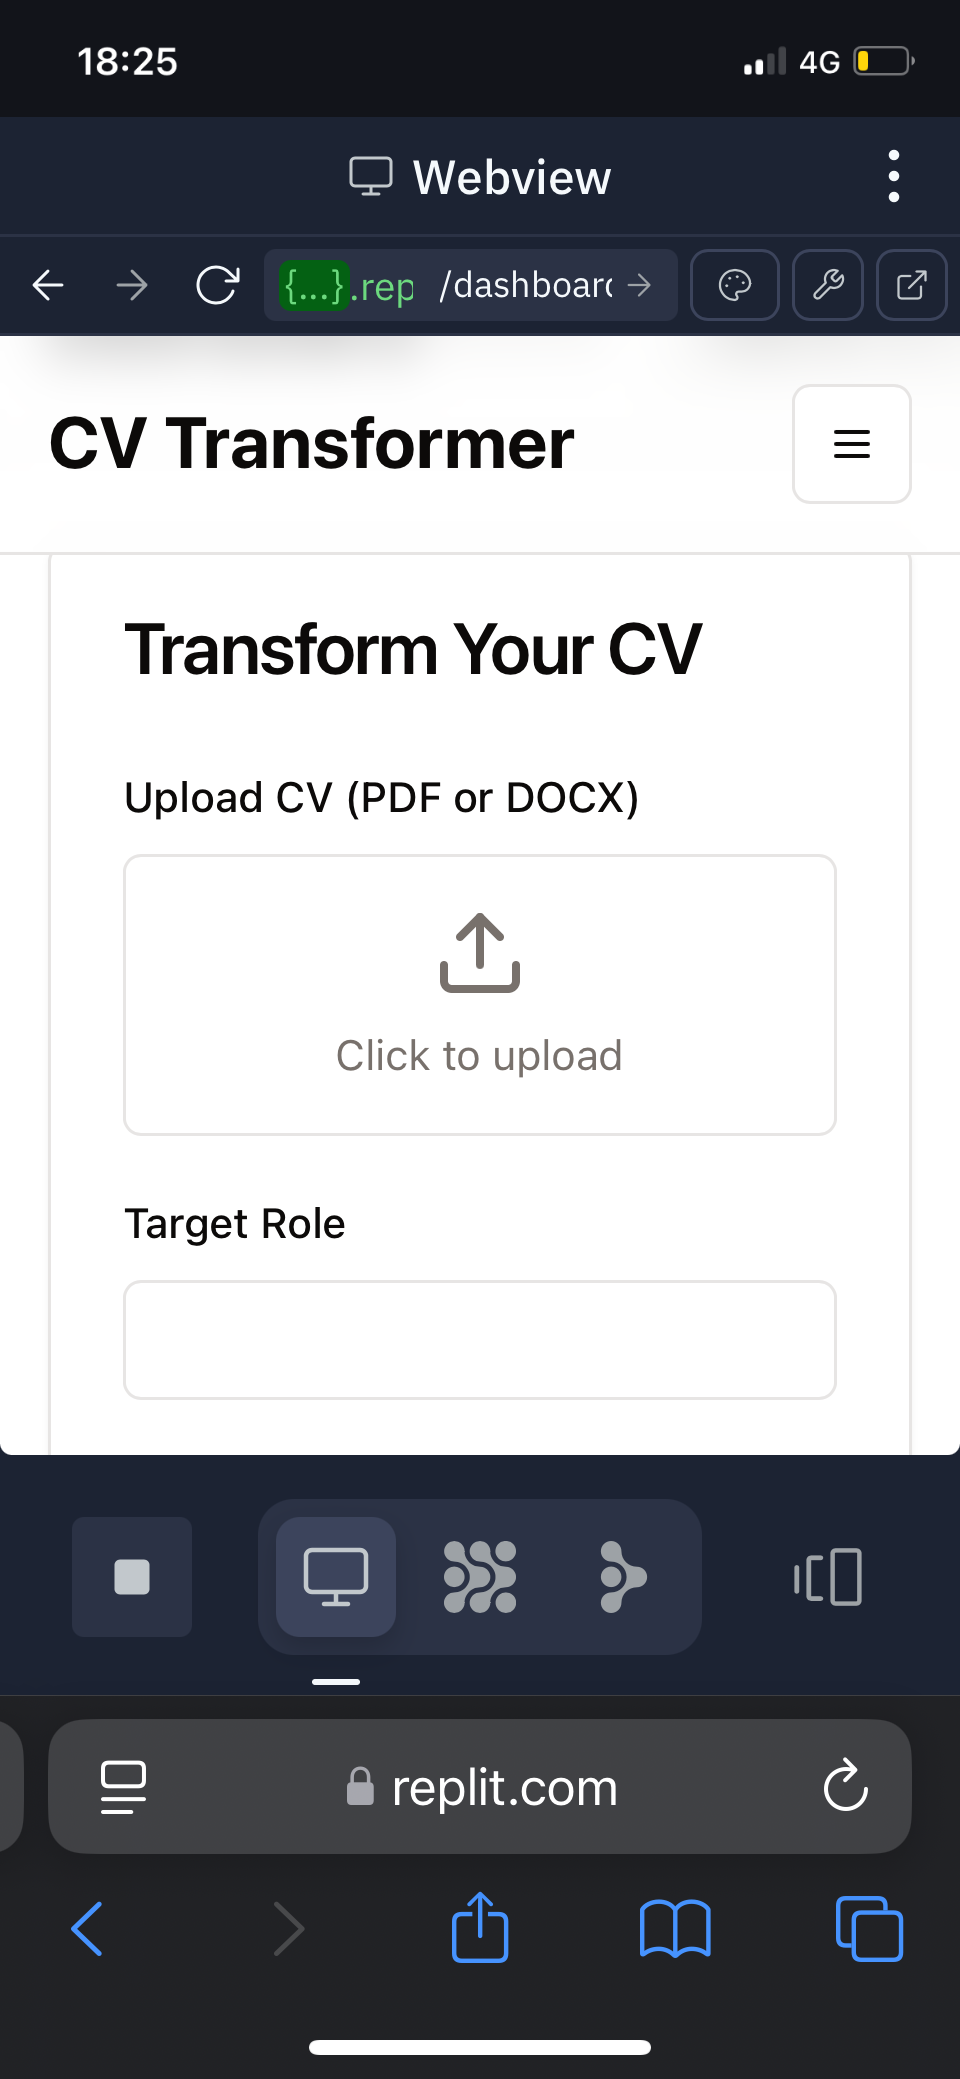 18:25
4G
Webview
{...}.rep /dashboard
CV Transformer
Transform Your CV
Upload CV (PDF or DOCX)
Click to upload
Target Role
replit.com